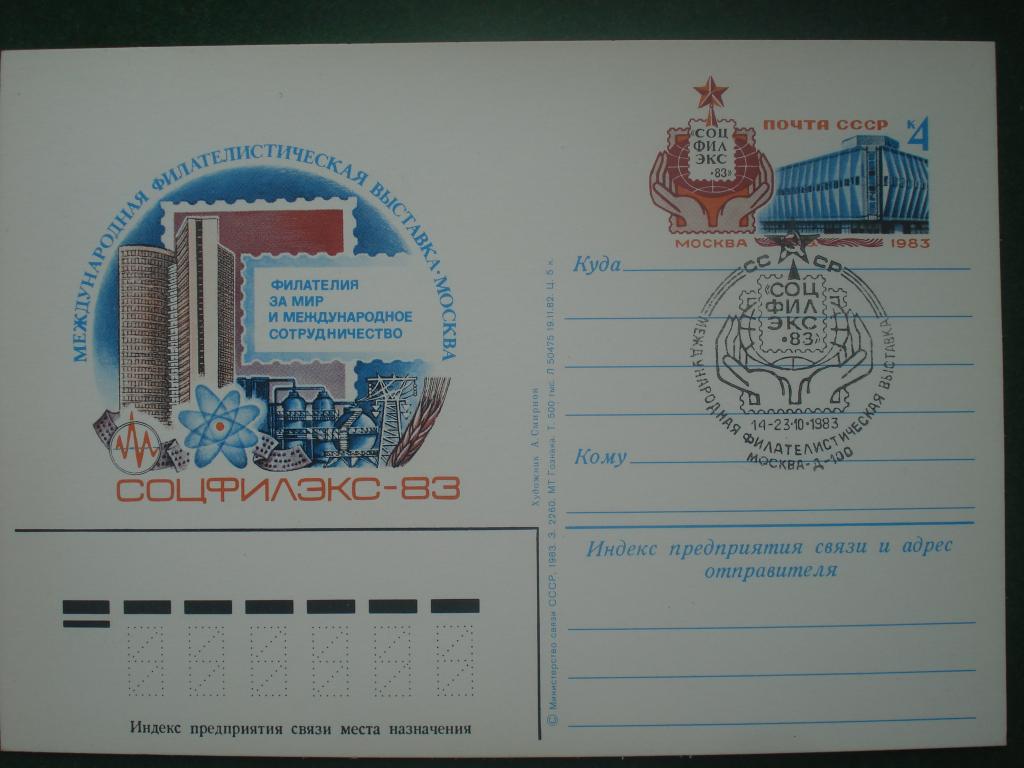 МЕЖДУНАРОДНАЯ ФИЛАТЕЛИСТИЧЕСКАЯ ВЫСТАВКА·МОСКВА
ФИЛАТЕЛИЯ
ЗА МИР
И МЕЖДУНАРОДНОЕ
СОТРУДНИЧЕСТВО
СОЦФИЛЭКС-83
«СОЦ
ФИЛ
ЭКС
·83»
ПОЧТА СССР
К4
МОСКВА
1983
Куда
СССР
«СОЦ
ФИЛ
ЭКС
·83»
14-23·10·1983
МЕЖДУНАРОДНАЯ ФИЛАТЕЛИСТИЧЕСКАЯ ВЫСТАВКА
МОСКВА-Д-100
Кому
Индекс предприятия связи и адрес
отправителя
Художник А. Смирнов
© Министерство связи СССР, 1983. З. 2260. МТ Гознака. Т. 500 тыс. Л 50475 19.11.82. Ц. 5 к.
Индекс предприятия связи места назначения